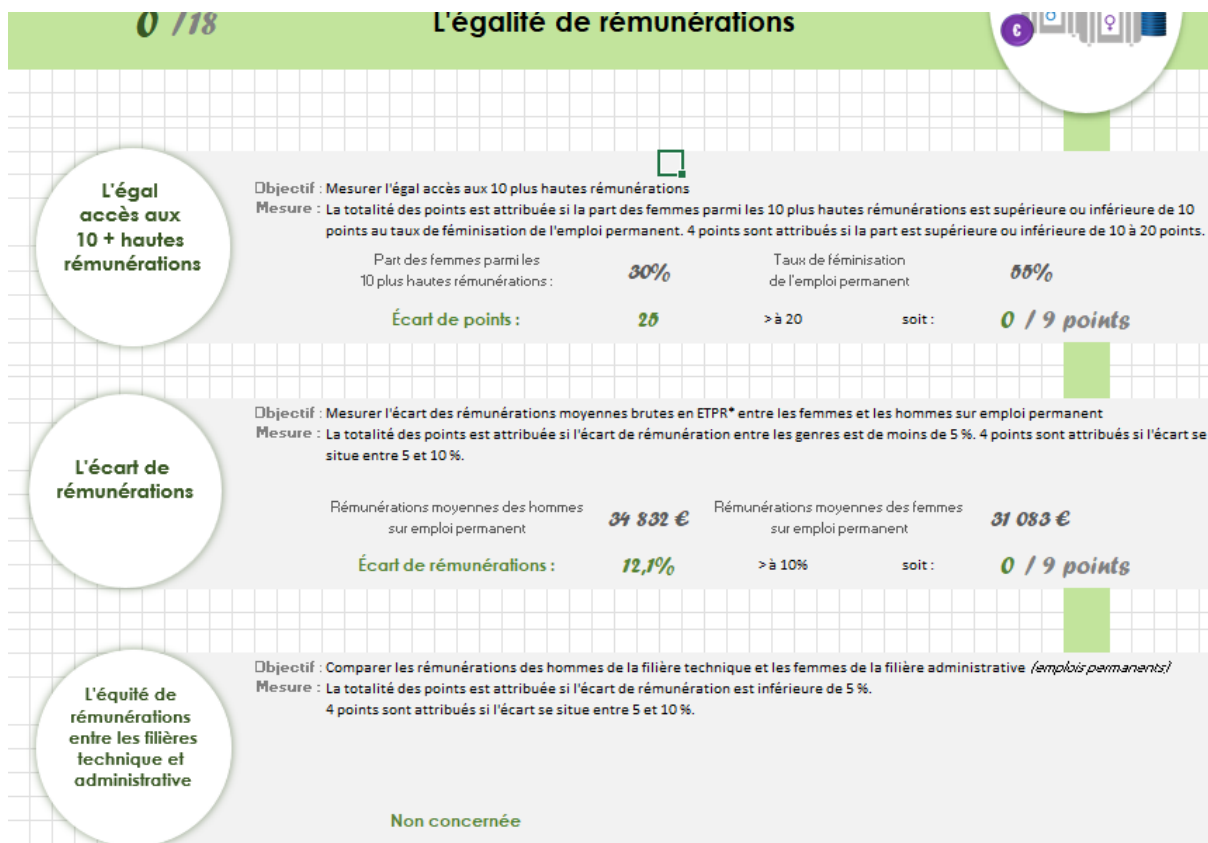 0 /18
L'égalité de rémunérations
€
L'égal
accès aux
10 + hautes
rémunérations
Objectif : Mesurer l'égal accès aux 10 plus hautes rémunérations
Mesure : La totalité des points est attribuée si la part des femmes parmi les 10 plus hautes rémunérations est supérieure ou inférieure de 10
points au taux de féminisation de l'emploi permanent. 4 points sont attribués si la part est supérieure ou inférieure de 10 à 20 points.
Part des femmes parmi les
10 plus hautes rémunérations :
30%
Taux de féminisation
de l'emploi permanent
55%
Écart de points :
25
> à 20
soit :
0 / 9 points
L'écart de
rémunérations
Objectif : Mesurer l'écart des rémunérations moyennes brutes en ETPR* entre les femmes et les hommes sur emploi permanent
Mesure : La totalité des points est attribuée si l'écart de rémunération entre les genres est de moins de 5 %. 4 points sont attribués si l'écart se
situe entre 5 et 10 %.
Rémunérations moyennes des hommes
sur emploi permanent
34 832 €
Rémunérations moyennes des femmes
sur emploi permanent
31 083 €
Écart de rémunérations :
12,1%
> à 10%
soit :
0 / 9 points
L'équité de
rémunérations
entre les filières
technique et
administrative
Objectif : Comparer les rémunérations des hommes de la filière technique et les femmes de la filière administrative (emplois permanents)
Mesure : La totalité des points est attribuée si l'écart de rémunération est inférieure de 5 %.
4 points sont attribués si l'écart se situe entre 5 et 10 %.
Non concernée